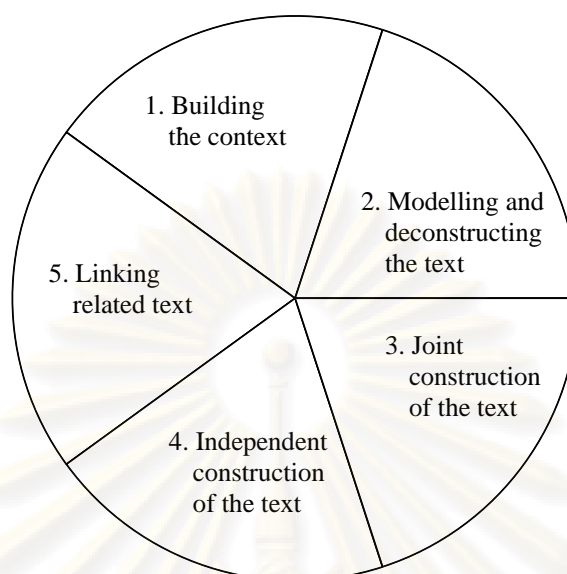 1. Building
the context
2. Modelling and
deconstructing
the text
3. Joint
construction
of the text
4. Independent
construction
of the text
5. Linking
related text